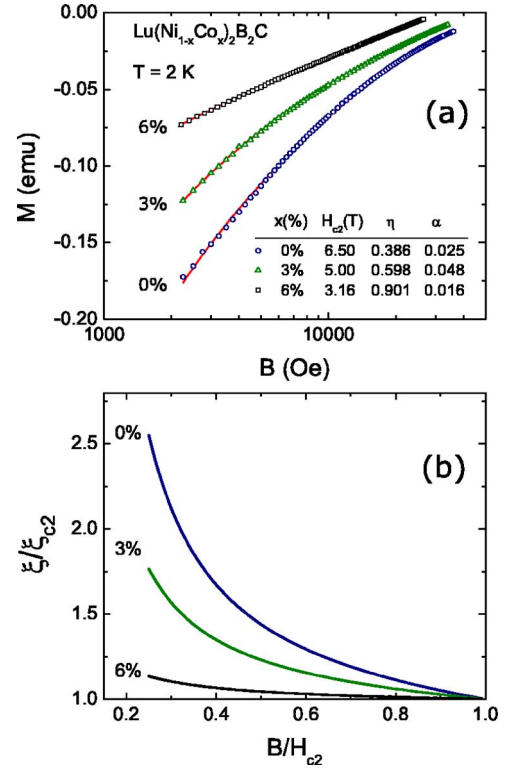 Lu(Ni₁₋ₓCoₓ)₂B₂C
T = 2 K
(a)
M (emu)
0.00
-0.05
-0.10
-0.15
-0.20
6%
3%
0%
x(%) H_c2(T) η α
0% 6.50 0.386 0.025
3% 5.00 0.598 0.048
6% 3.16 0.901 0.016
1000 10000
B (Oe)
(b)
ξ/ξ_c2
2.5
2.0
1.5
1.0
0%
3%
6%
0.2 0.4 0.6 0.8 1.0
B/H_c2